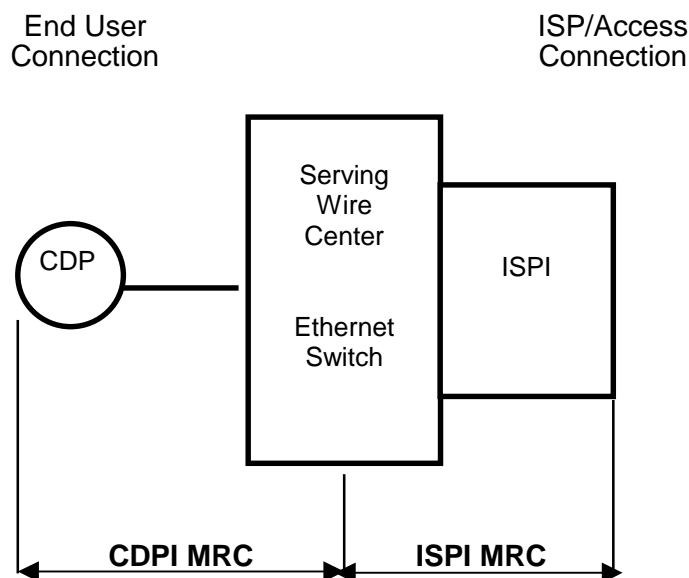 End User
Connection
ISP/Access
Connection
Serving
Wire
Center
CDP
ISPI
Ethernet
Switch
CDPI MRC
ISPI MRC